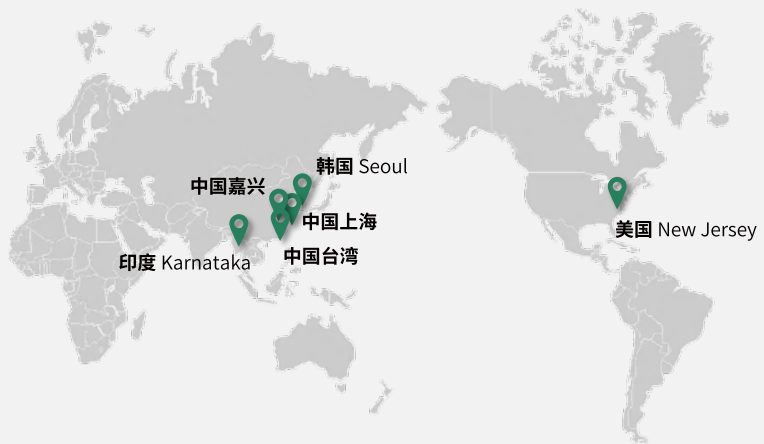 韩国 Seoul
中国嘉兴
中国上海
美国 New Jersey
中国台湾
印度 Karnataka